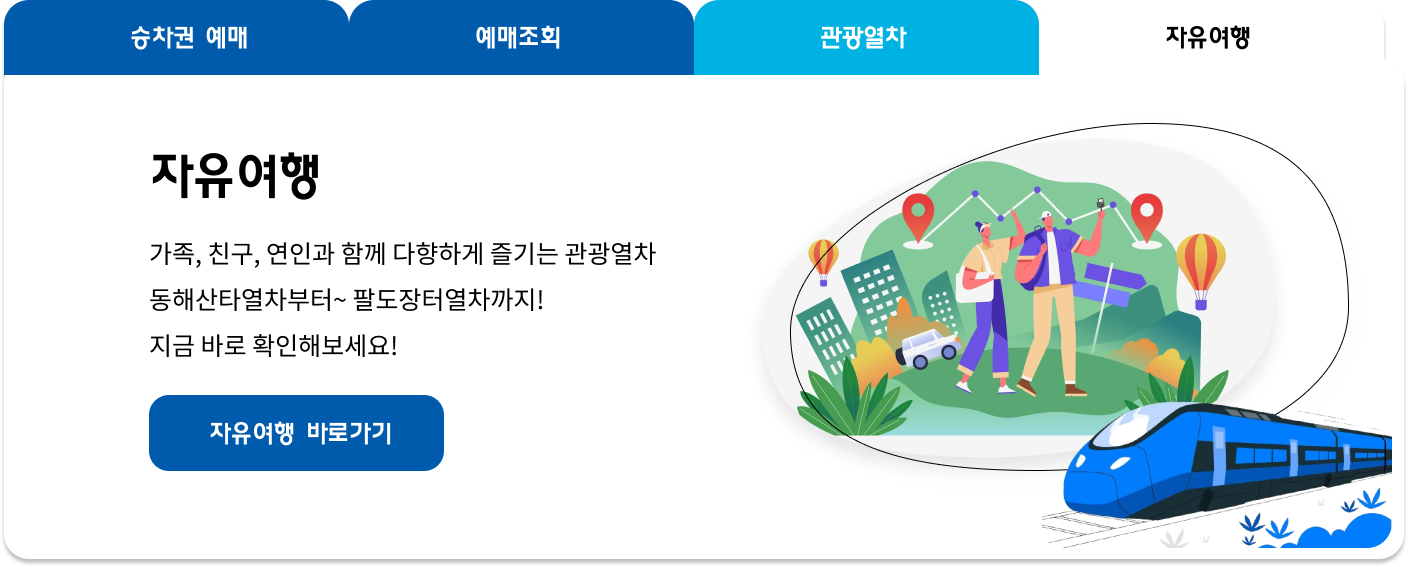 승차권 예매
예매조회
관광열차
자유여행
자유여행
가족, 친구, 연인과 함께 다향하게 즐기는 관광열차
동해산타열차부터~ 팔도장터열차까지!
지금 바로 확인해보세요!
자유여행 바로가기